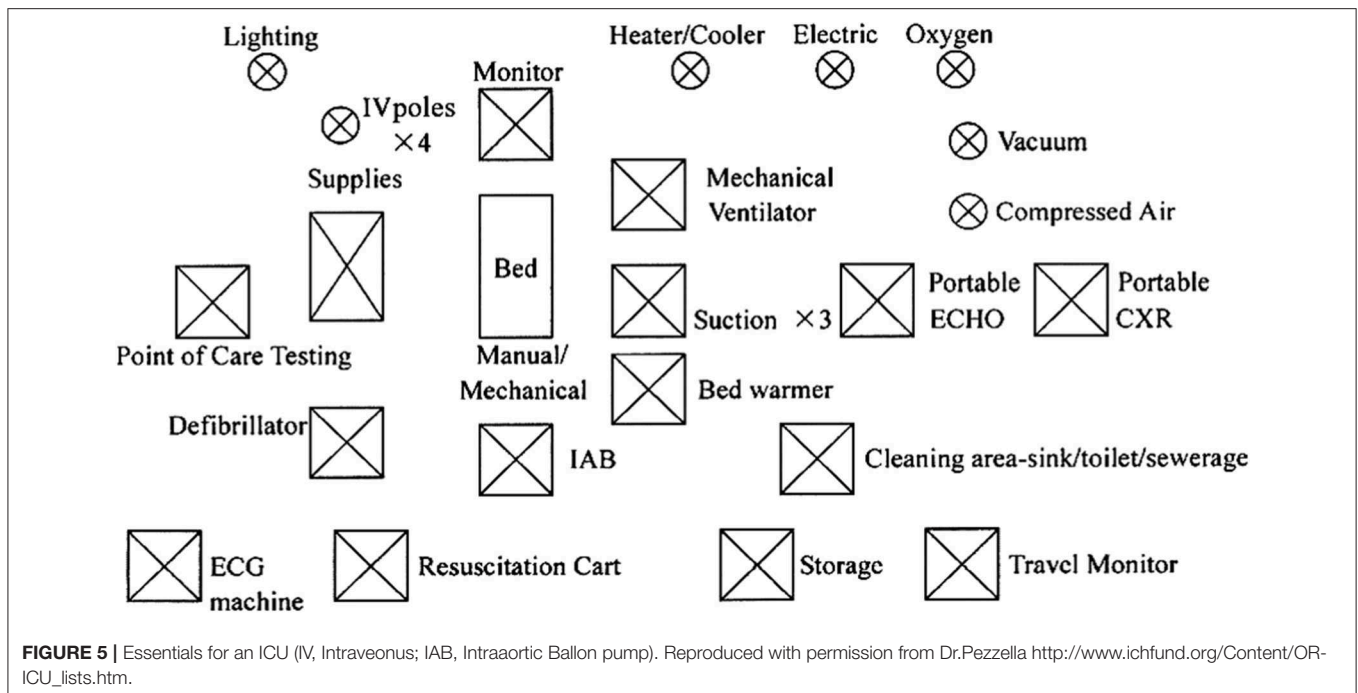 Lighting
Heater/Cooler
Electric
Oxygen
Monitor
IVpoles
×4
Vacuum
Supplies
Mechanical
Ventilator
Compressed Air
Bed
Portable
ECHO
Portable
CXR
Suction ×3
Point of Care Testing
Manual/
Mechanical
Bed warmer
Defibrillator
IAB
Cleaning area-sink/toilet/sewerage
ECG
machine
Resuscitation Cart
Storage
Travel Monitor
FIGURE 5 | Essentials for an ICU (IV, Intraveonus; IAB, Intraaortic Ballon pump). Reproduced with permission from Dr.Pezzella http://www.ichfund.org/Content/OR-
ICU_lists.htm.